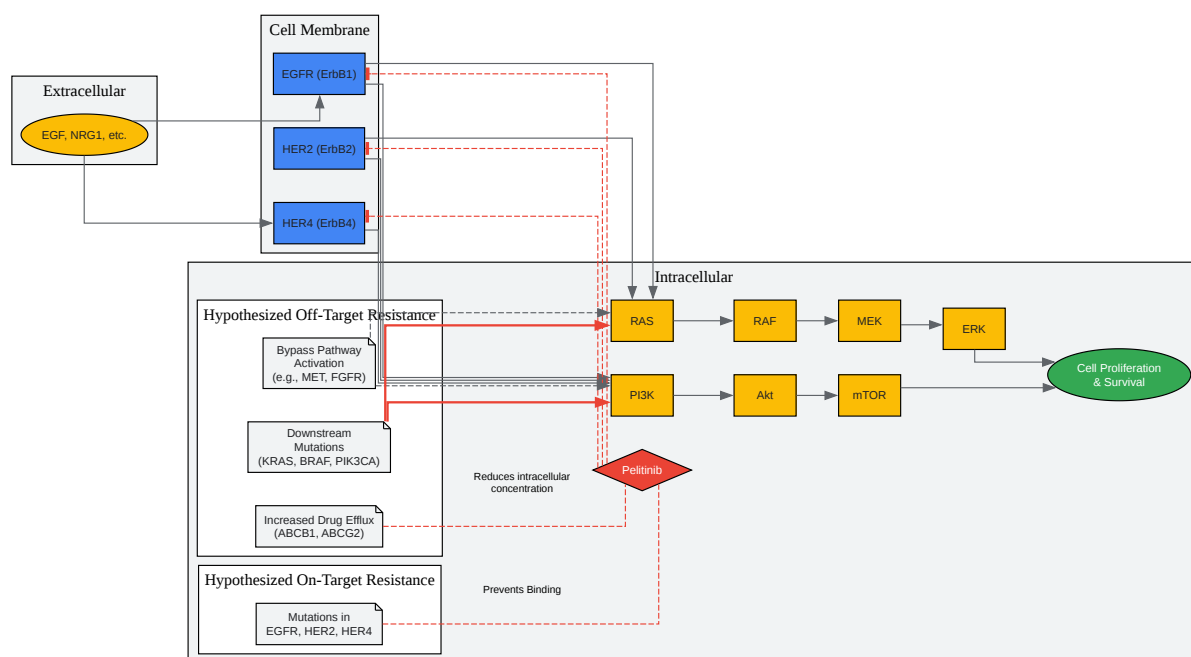 Cell Membrane
EGFR (ErbB1)
Extracellular
EGF, NRG1, etc.
HER2 (ErbB2)
HER4 (ErbB4)
Intracellular
Hypothesized Off-Target Resistance
RAS
RAF
MEK
ERK
Bypass Pathway
Activation
(e.g., MET, FGFR)
Cell Proliferation
& Survival
PI3K
Akt
mTOR
Downstream
Mutations
(KRAS, BRAF, PIK3CA)
Reduces intracellular
concentration
Pelitinib
Increased Drug Efflux
(ABCB1, ABCG2)
Hypothesized On-Target Resistance
Prevents Binding
Mutations in
EGFR, HER2, HER4